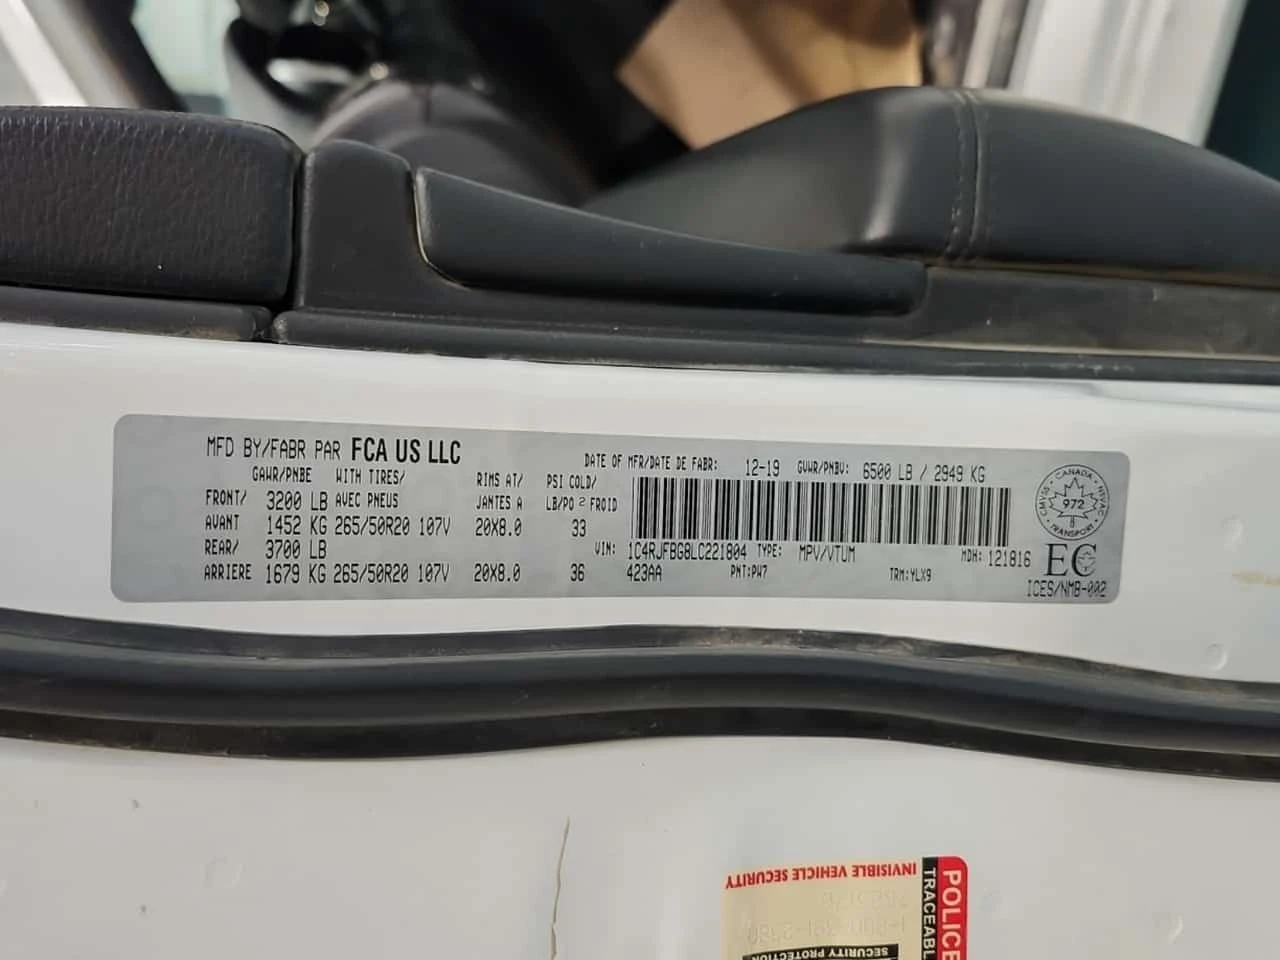 MFD BY/FABR PAR FCA US LLC
DATE OF MFR/DATE DE FABR: 12-19 GVWR/PNBV: 6500 LB / 2949 KG
GAWR/PNBE WITH TIRES/ RIMS AT/ PSI COLD/
FRONT/ 3200 LB AVEC PNEUS JANTES A LB/PO² FROID
AVANT 1452 KG 265/50R20 107V 20X8.0 33
REAR/ 3700 LB
ARRIERE 1679 KG 265/50R20 107V 20X8.0 36
VIN: 1C4RJFBG8LC221804 TYPE: MPV/VTUM MDH: 121816
423AA PNT:PW7 TRM:YLX9
CANADA
CMVSS NVSAC
972
TRANSPORT
EC
ICES/NMB-002
INVISIBLE VEHICLE SECURITY
POLICE
TRACEABL
SECURITY PROTECTION